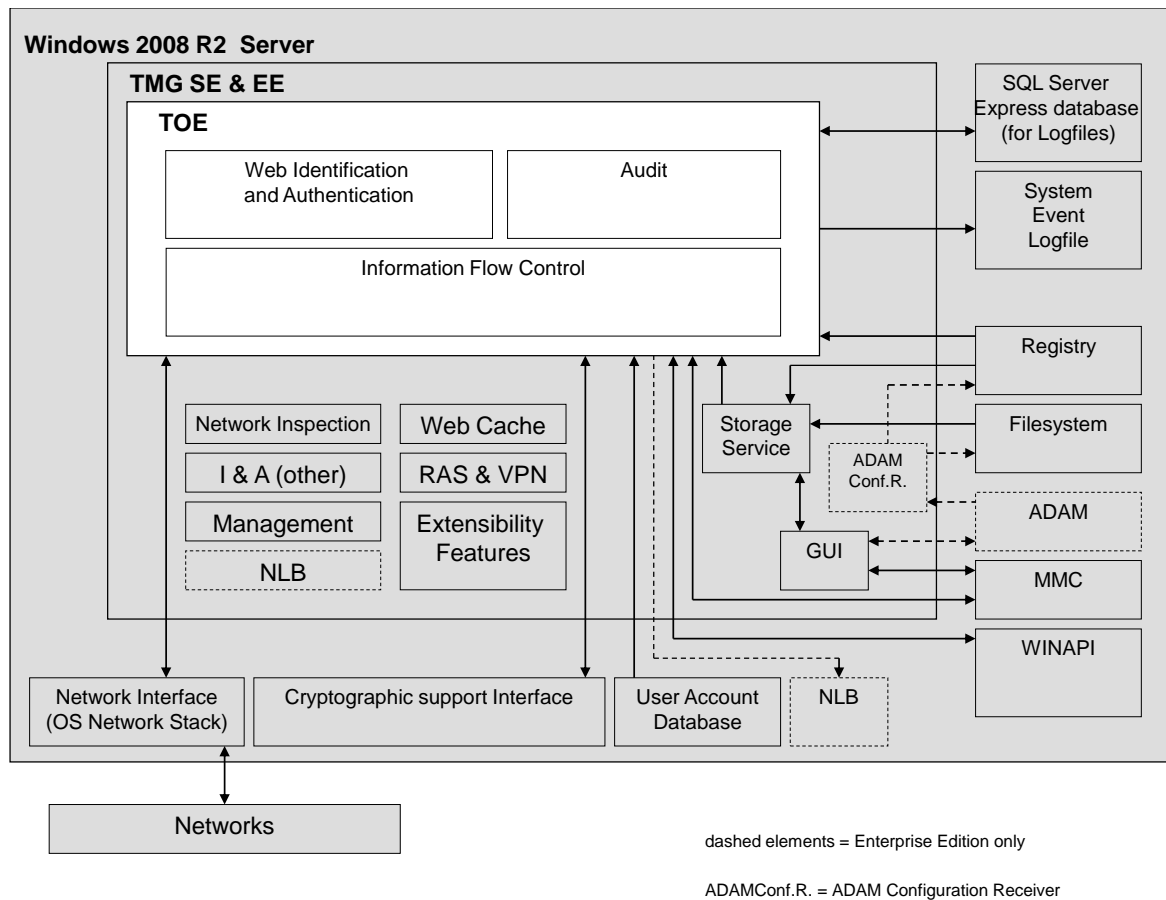 Windows 2008 R2 Server
TMG SE & EE
TOE
Web Identification
and Authentication
Audit
Information Flow Control
SQL Server
Express database
(for Logfiles)
System
Event
Logfile
Registry
Filesystem
ADAM
MMC
WINAPI
Storage
Service
ADAM
Conf.R.
GUI
Network Inspection
Web Cache
I & A (other)
RAS & VPN
Management
Extensibility
Features
NLB
Network Interface
(OS Network Stack)
Cryptographic support Interface
User Account
Database
NLB
Networks
dashed elements = Enterprise Edition only
ADAMConf.R. = ADAM Configuration Receiver